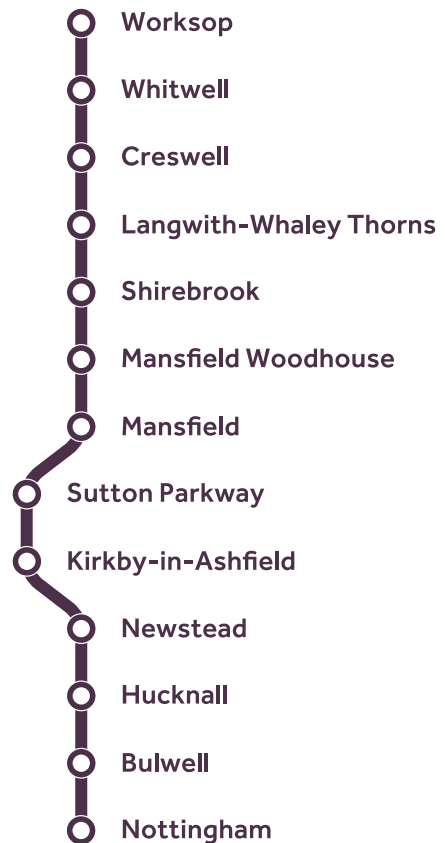 Worksop
Whitwell
Creswell
Langwith-Whaley Thorns
Shirebrook
Mansfield Woodhouse
Mansfield
Sutton Parkway
Kirkby-in-Ashfield
Newstead
Hucknall
Bulwell
Nottingham